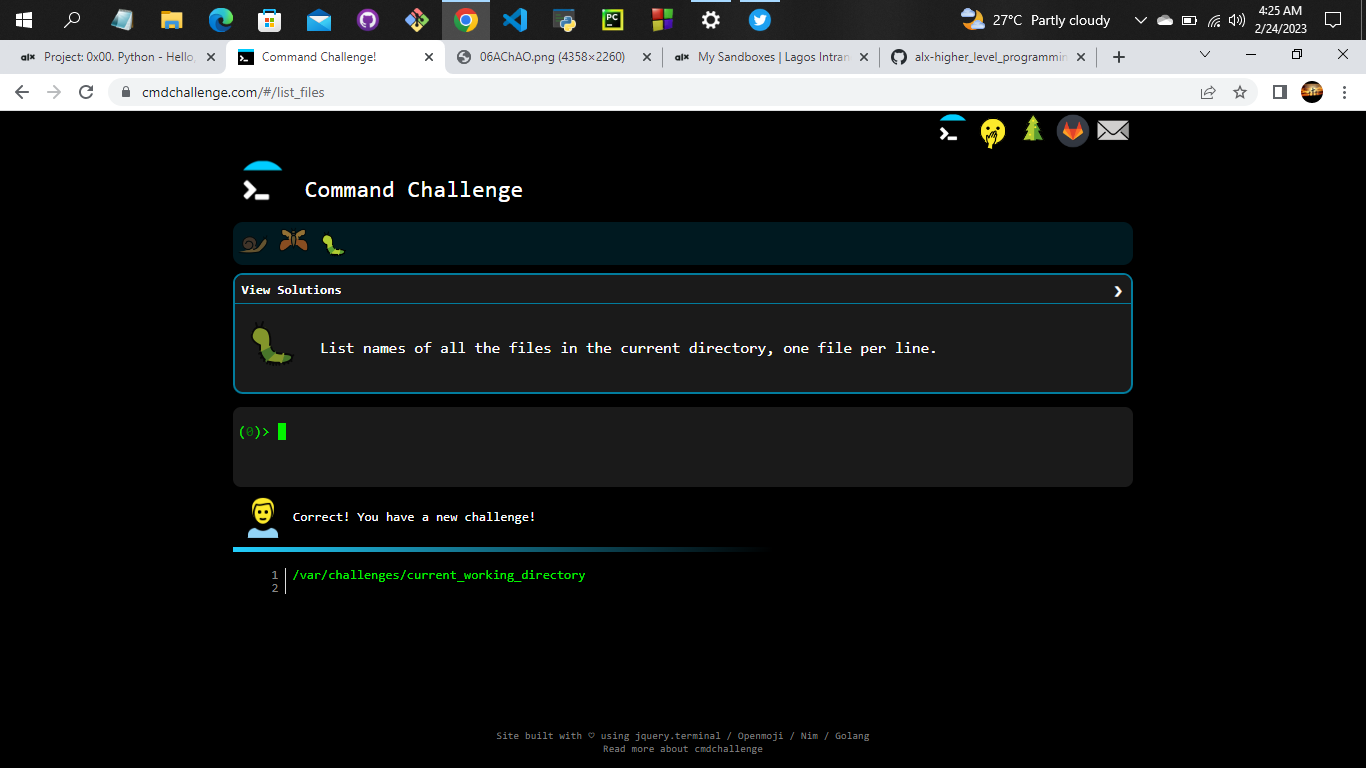 4:25 AM
27°C Partly cloudy
2/24/2023
alx Project: 0x00. Python - Hello,
Command Challenge!
06AChAO.png (4358×2260)
alx My Sandboxes | Lagos Intran
alx-higher_level_programmin
cmdchallenge.com/#/list_files
Command Challenge
View Solutions
List names of all the files in the current directory, one file per line.
(0)>
Correct! You have a new challenge!
1 /var/challenges/current_working_directory
2
Site built with ♡ using jquery.terminal / Openmoji / Nim / Golang
Read more about cmdchallenge